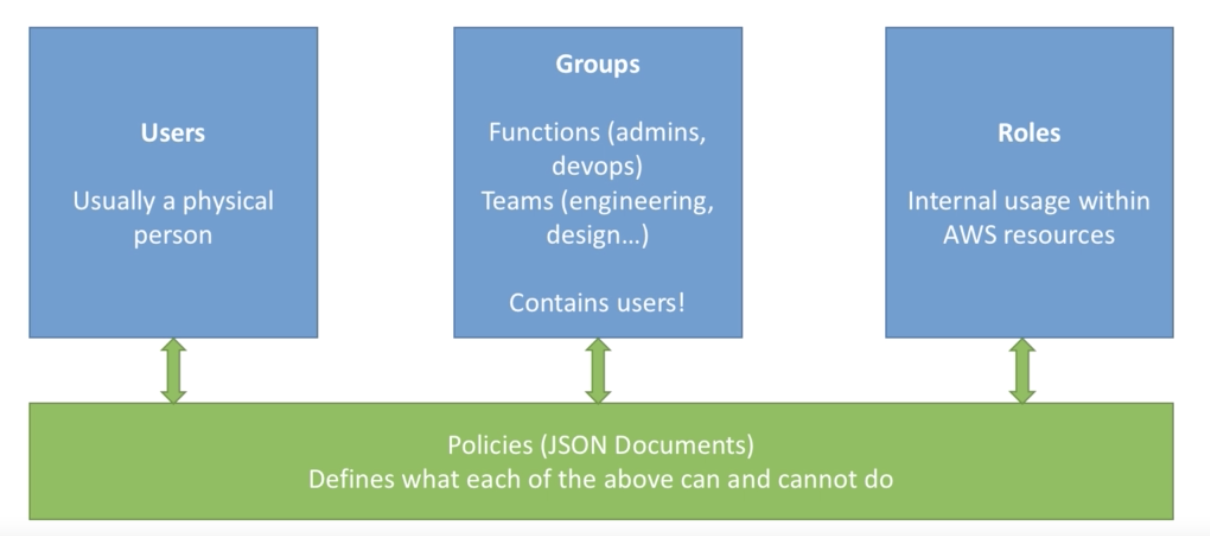 Users
Usually a physical
person
Groups
Functions (admins,
devops)
Teams (engineering,
design...)
Contains users!
Roles
Internal usage within
AWS resources
Policies (JSON Documents)
Defines what each of the above can and cannot do